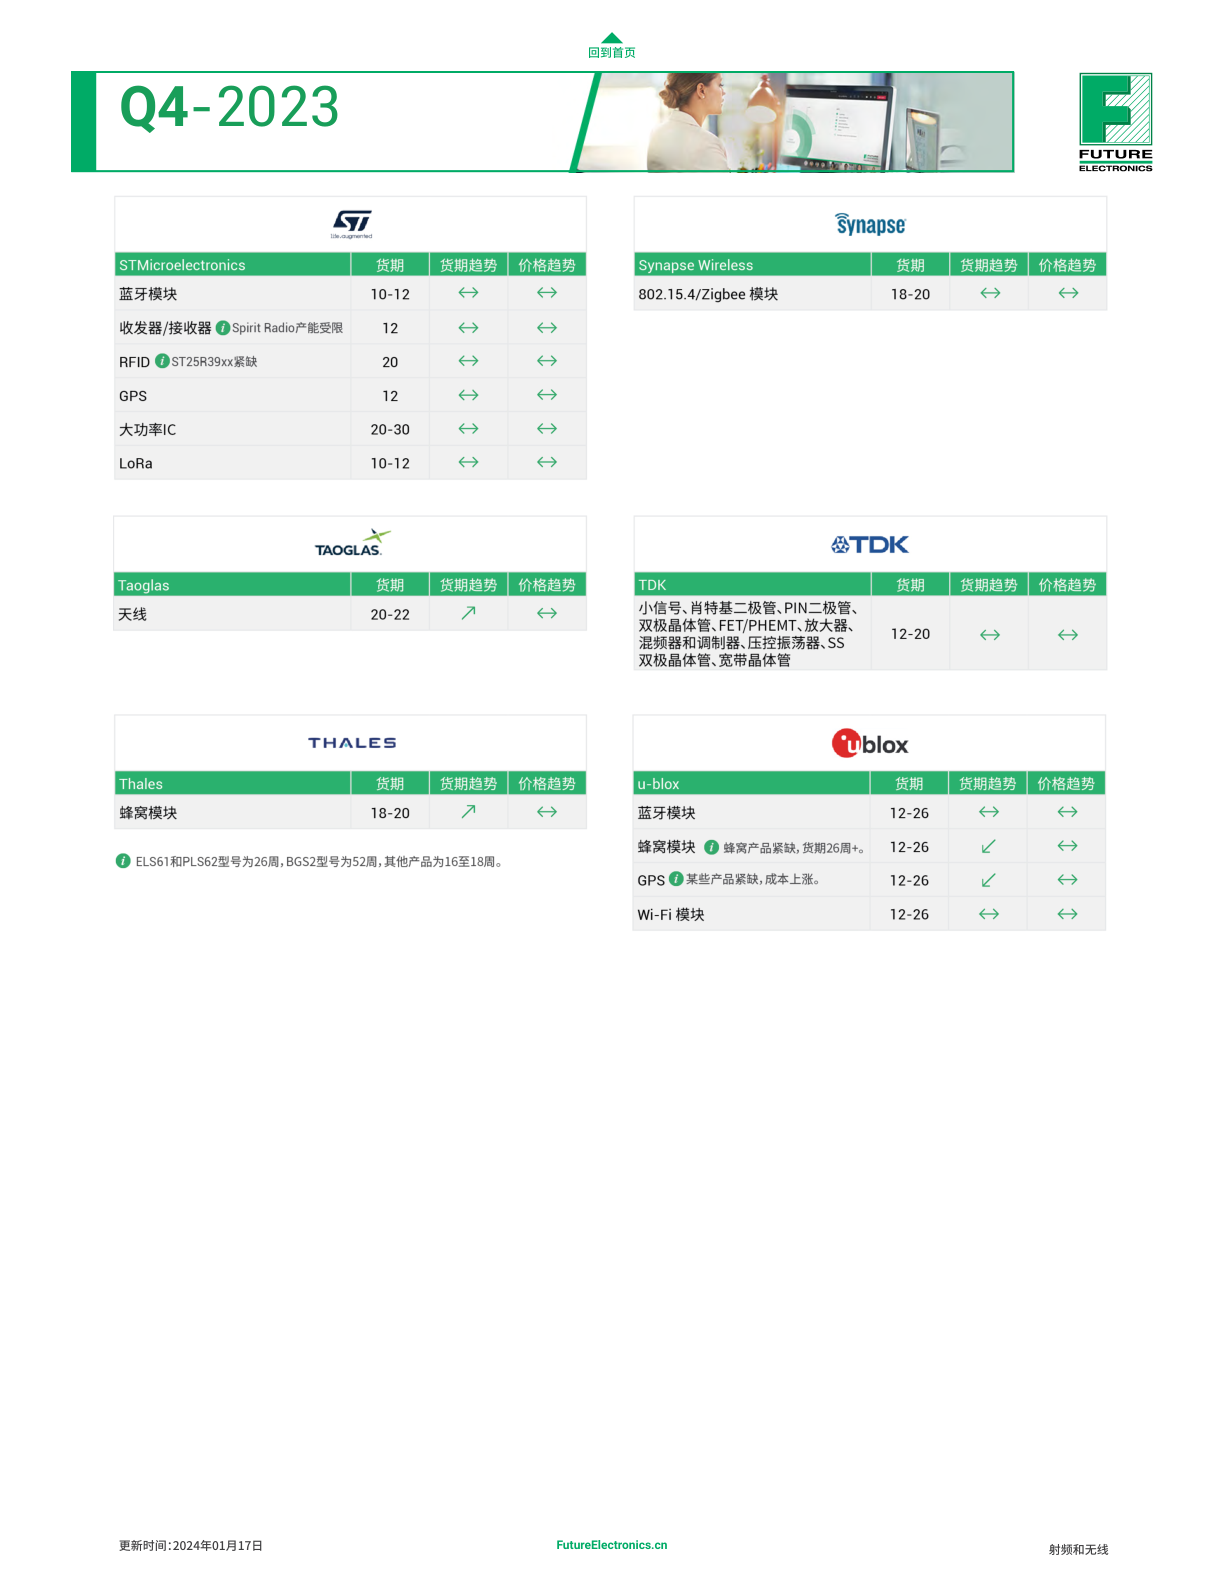 回到首页
Q4-2023
FUTURE
ELECTRONICS
ST
life.augmented
STMicroelectronics 货期 货期趋势 价格趋势
蓝牙模块 10-12 ↔ ↔
收发器/接收器 i Spirit Radio产能受限 12 ↔ ↔
RFID i ST25R39xx紧缺 20 ↔ ↔
GPS 12 ↔ ↔
大功率IC 20-30 ↔ ↔
LoRa 10-12 ↔ ↔
Synapse
Synapse Wireless 货期 货期趋势 价格趋势
802.15.4/Zigbee 模块 18-20 ↔ ↔
TAOGLAS.
Taoglas 货期 货期趋势 价格趋势
天线 20-22 ↗ ↔
TDK
TDK 货期 货期趋势 价格趋势
小信号、肖特基二极管、PIN二极管、
双极晶体管、FET/PHEMT、放大器、
混频器和调制器、压控振荡器、SS
双极晶体管、宽带晶体管
12-20 ↔ ↔
THALES
Thales 货期 货期趋势 价格趋势
蜂窝模块 18-20 ↗ ↔
i ELS61和PLS62型号为26周，BGS2型号为52周，其他产品为16至18周。
ublox
u-blox 货期 货期趋势 价格趋势
蓝牙模块 12-26 ↔ ↔
蜂窝模块 i 蜂窝产品紧缺，货期26周+。 12-26 ↙ ↔
GPS i 某些产品紧缺，成本上涨。 12-26 ↙ ↔
Wi-Fi 模块 12-26 ↔ ↔
更新时间：2024年01月17日
FutureElectronics.cn
射频和无线